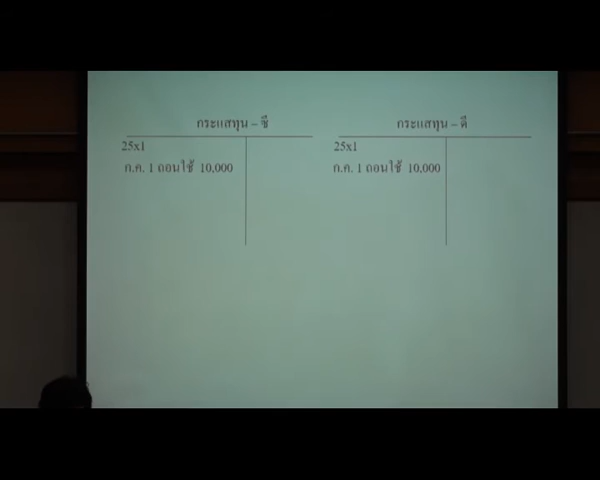 กระแสทุน – ซี
25x1
ก.ค. 1 ถอนใช้ 10,000
กระแสทุน – ดี
25x1
ก.ค. 1 ถอนใช้ 10,000